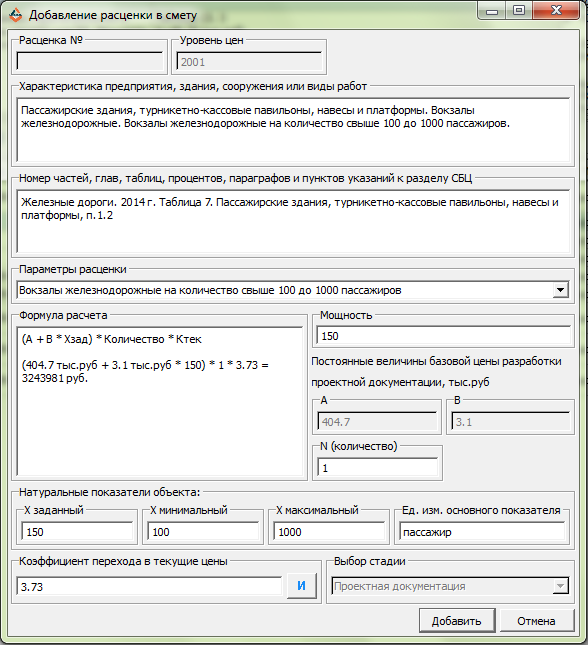 Добавление расценки в смету
Расценка № Уровень цен
2001
Характеристика предприятия, здания, сооружения или виды работ
Пассажирские здания, турникетно-кассовые павильоны, навесы и платформы. Вокзалы
железнодорожные. Вокзалы железнодорожные на количество свыше 100 до 1000 пассажиров.
Номер частей, глав, таблиц, процентов, параграфов и пунктов указаний к разделу СБЦ
Железные дороги. 2014 г. Таблица 7. Пассажирские здания, турникетно-кассовые павильоны, навесы и
платформы, п.1.2
Параметры расценки
Вокзалы железнодорожные на количество свыше 100 до 1000 пассажиров
Формула расчета
(А + В * Хзад) * Количество * Ктек
(404.7 тыс.руб + 3.1 тыс.руб * 150) * 1 * 3.73 =
3243981 руб.
Мощность
150
Постоянные величины базовой цены разработки
проектной документации, тыс.руб
А В
404.7 3.1
N (количество)
1
Натуральные показатели объекта:
Х заданный Х минимальный Х максимальный Ед. изм. основного показателя
150 100 1000 пассажир
Коэффициент перехода в текущие цены Выбор стадии
3.73 И Проектная документация
Добавить Отмена